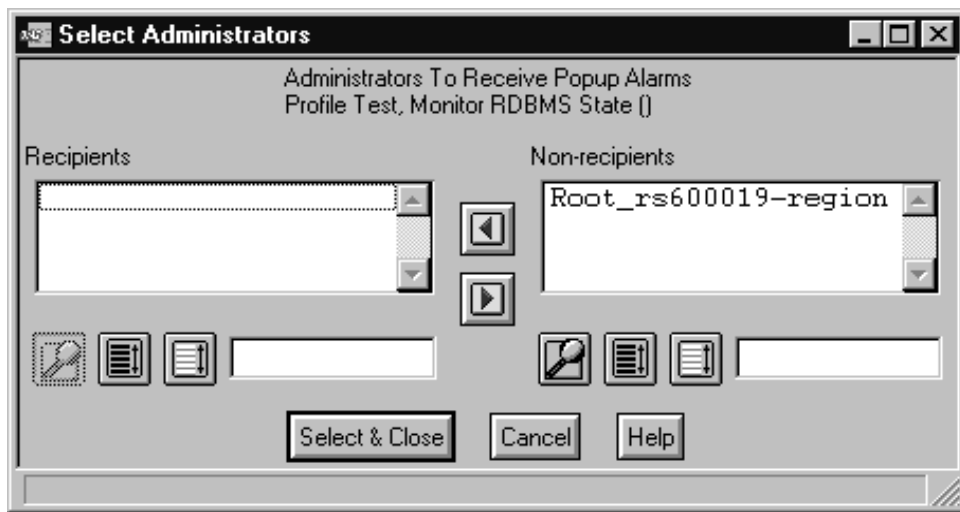 Select Administrators
Administrators To Receive Popup Alarms
Profile Test, Monitor RDBMS State ()
Recipients
Non-recipients
Root_rs600019-region
Select & Close
Cancel
Help